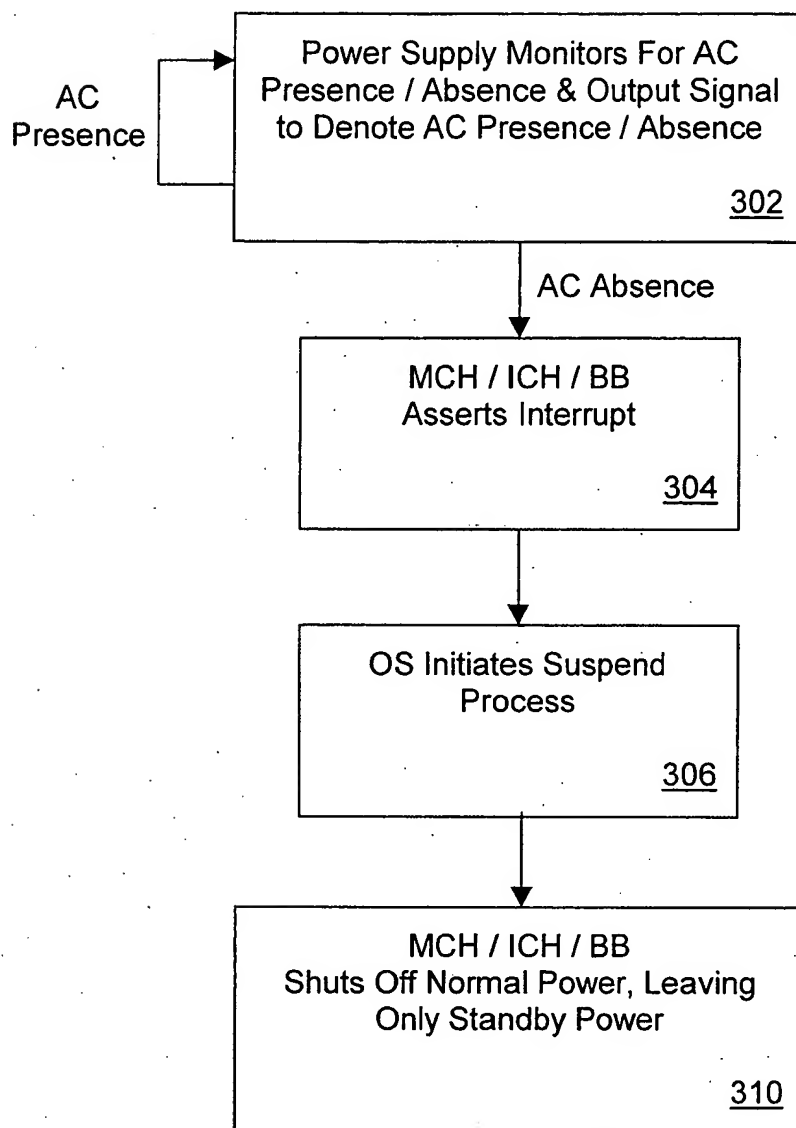 Power Supply Monitors For AC
Presence / Absence & Output Signal
to Denote AC Presence / Absence
302
AC
Presence
AC Absence
MCH / ICH / BB
Asserts Interrupt
304
OS Initiates Suspend
Process
306
MCH / ICH / BB
Shuts Off Normal Power, Leaving
Only Standby Power
310